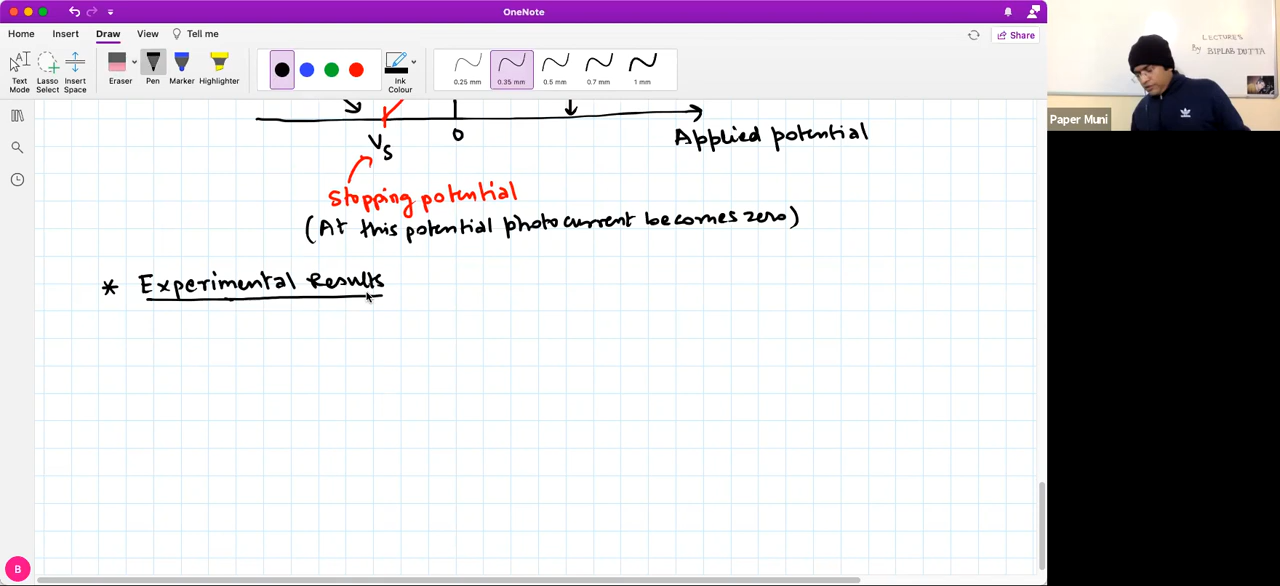 OneNote
Home Insert Draw View Tell me
Share
Text Mode
Lasso Select
Insert Space
Eraser
Pen
Marker
Highlighter
Ink Colour
0.25 mm
0.35 mm
0.5 mm
0.7 mm
1 mm
LECTURES
By BIPLAB DUTTA
Paper Muni
Vs
0
Applied potential
Stopping potential
(At this potential photocurrent becomes zero)
* Experimental Results
B